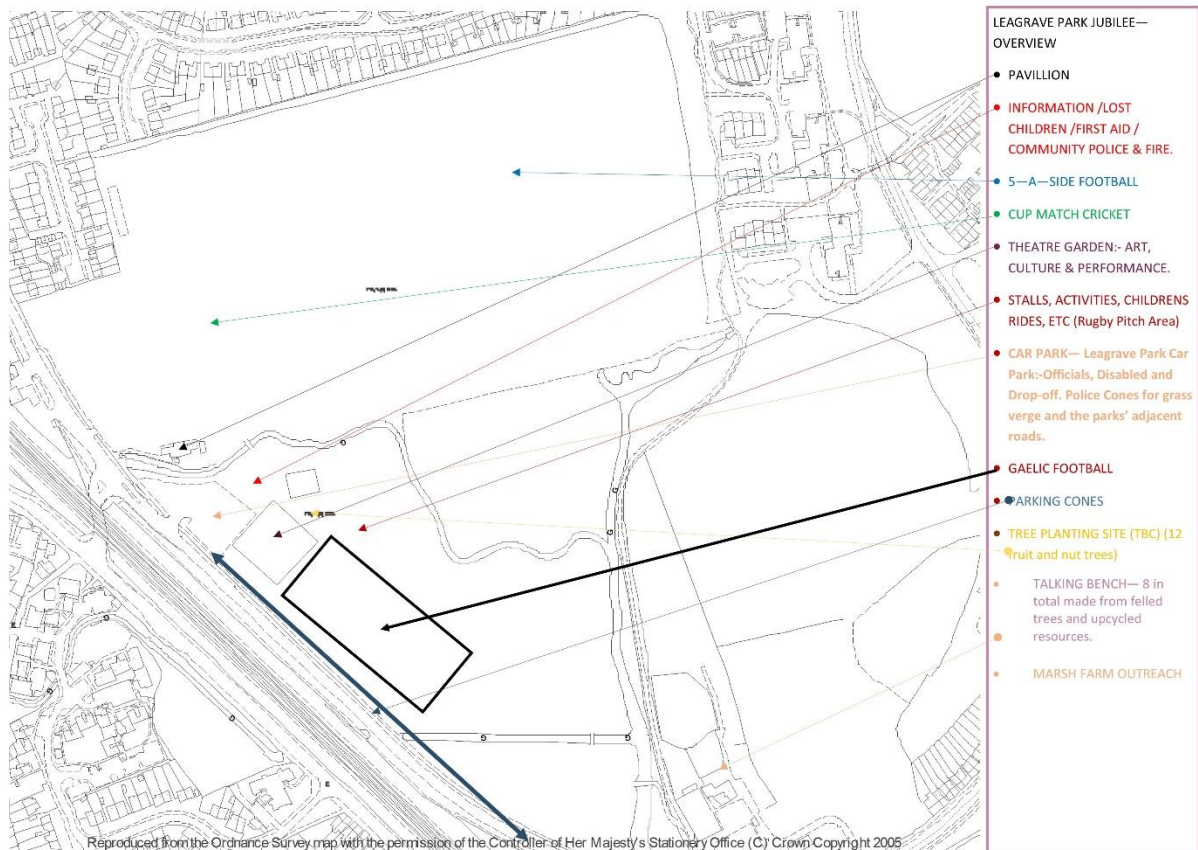 LEAGRAVE PARK JUBILEE—
OVERVIEW
PAVILLION
INFORMATION /LOST
CHILDREN /FIRST AID /
COMMUNITY POLICE & FIRE.
5—A—SIDE FOOTBALL
CUP MATCH CRICKET
THEATRE GARDEN:- ART,
CULTURE & PERFORMANCE.
STALLS, ACTIVITIES, CHILDRENS
RIDES, ETC (Rugby Pitch Area)
CAR PARK— Leagrave Park Car
Park:-Officials, Disabled and
Drop-off. Police Cones for grass
verge and the parks' adjacent
roads.
GAELIC FOOTBALL
PARKING CONES
TREE PLANTING SITE (TBC) (12
fruit and nut trees)
TALKING BENCH— 8 in
total made from felled
trees and upcycled
resources.
MARSH FARM OUTREACH
Reproduced from the Ordnance Survey map with the permission of the Controller of Her Majesty's Stationery Office (C) Crown Copyright 2005